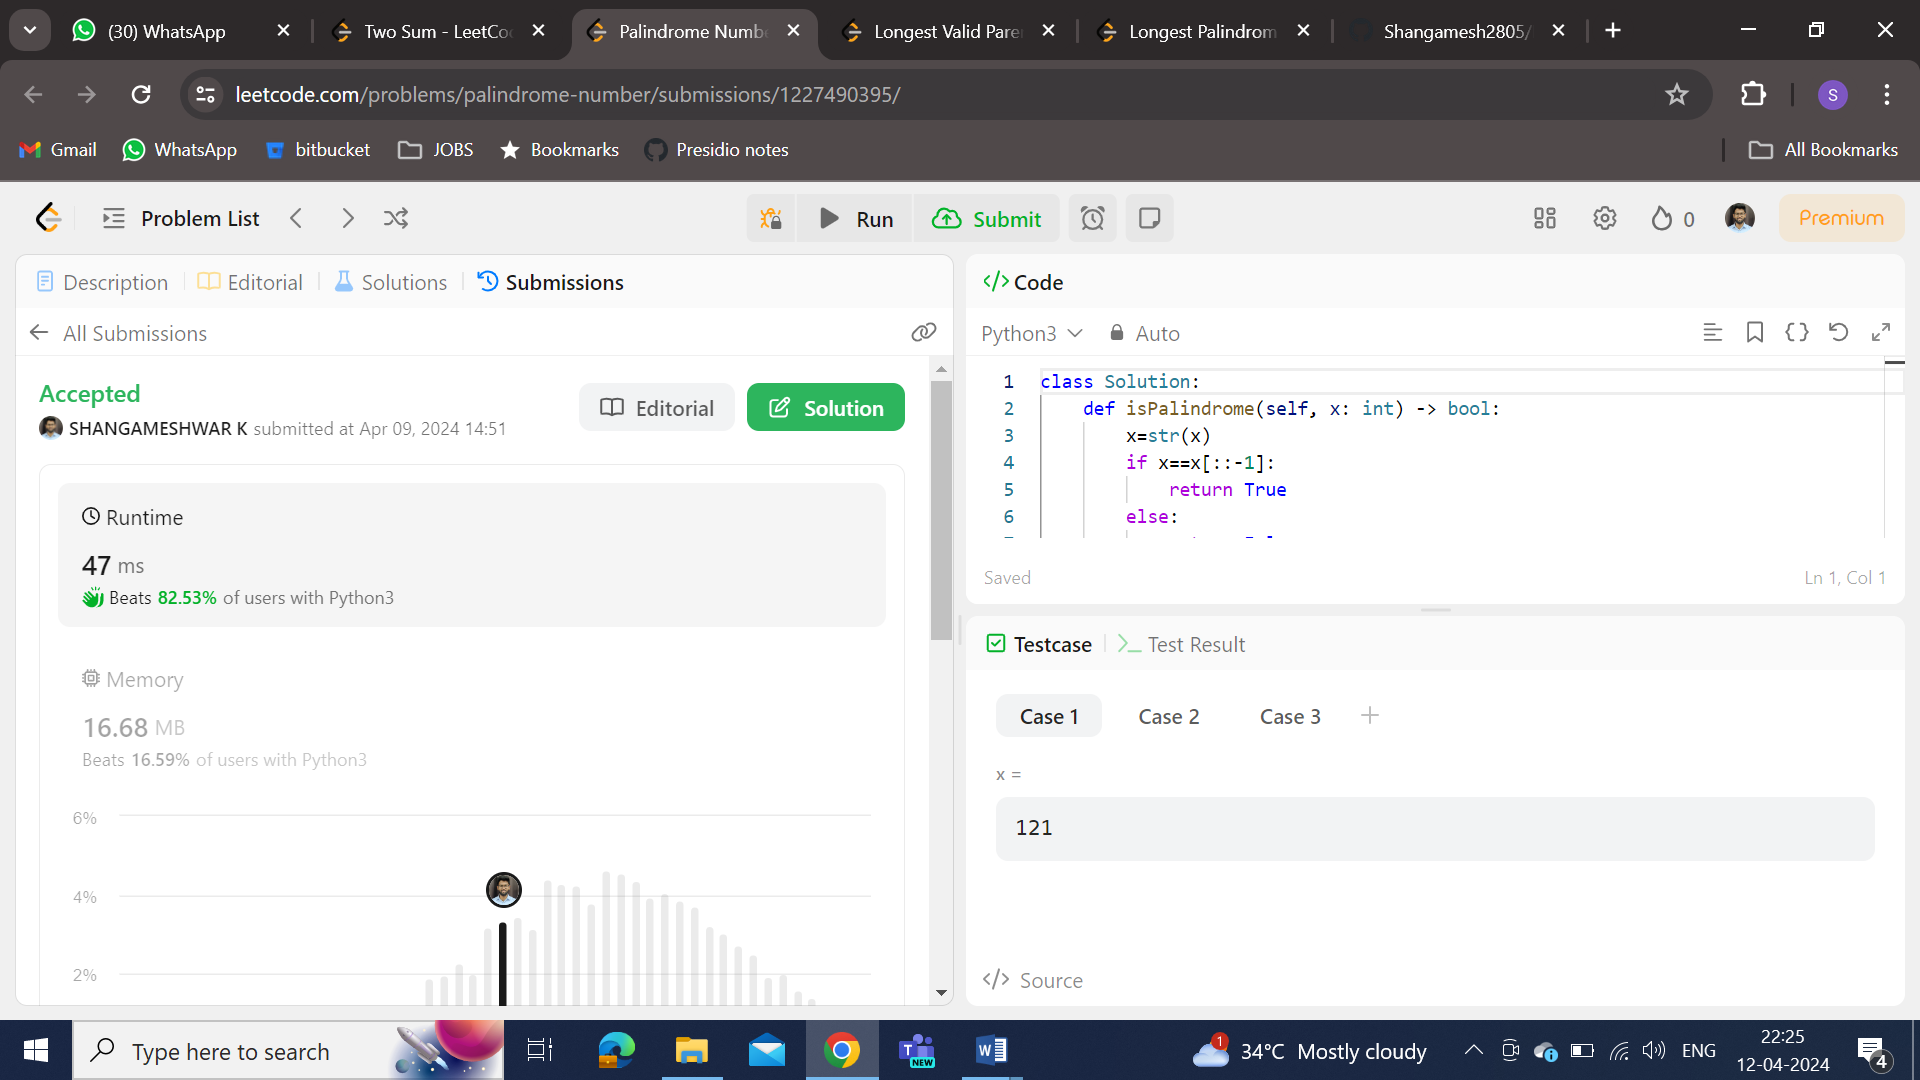 (30) WhatsApp
Two Sum - LeetCo
Palindrome Numb
Longest Valid Pare
Longest Palindrom
Shangamesh2805/
leetcode.com/problems/palindrome-number/submissions/1227490395/
S
Gmail
WhatsApp
bitbucket
JOBS
Bookmarks
Presidio notes
All Bookmarks
Problem List
Run
Submit
0
Premium
Description
Editorial
Solutions
Submissions
All Submissions
Accepted
SHANGAMESHWAR K submitted at Apr 09, 2024 14:51
Editorial
Solution
Runtime
47 ms
Beats 82.53% of users with Python3
Memory
16.68 MB
Beats 16.59% of users with Python3
6%
4%
2%
</> Code
Python3
Auto
1 class Solution:
2 def isPalindrome(self, x: int) -> bool:
3 x=str(x)
4 if x==x[::-1]:
5 return True
6 else:
Saved
Ln 1, Col 1
Testcase
Test Result
Case 1
Case 2
Case 3
x =
121
</> Source
Type here to search
NEW
1
34°C Mostly cloudy
ENG
22:25
12-04-2024
4